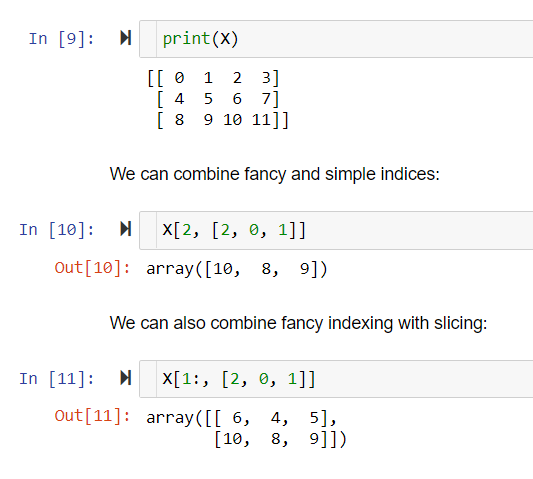 In [9]: print(X)
[[ 0  1  2  3]
 [ 4  5  6  7]
 [ 8  9 10 11]]
We can combine fancy and simple indices:
In [10]: X[2, [2, 0, 1]]
Out[10]: array([10,  8,  9])
We can also combine fancy indexing with slicing:
In [11]: X[1:, [2, 0, 1]]
Out[11]: array([[ 6,  4,  5],
       [10,  8,  9]])